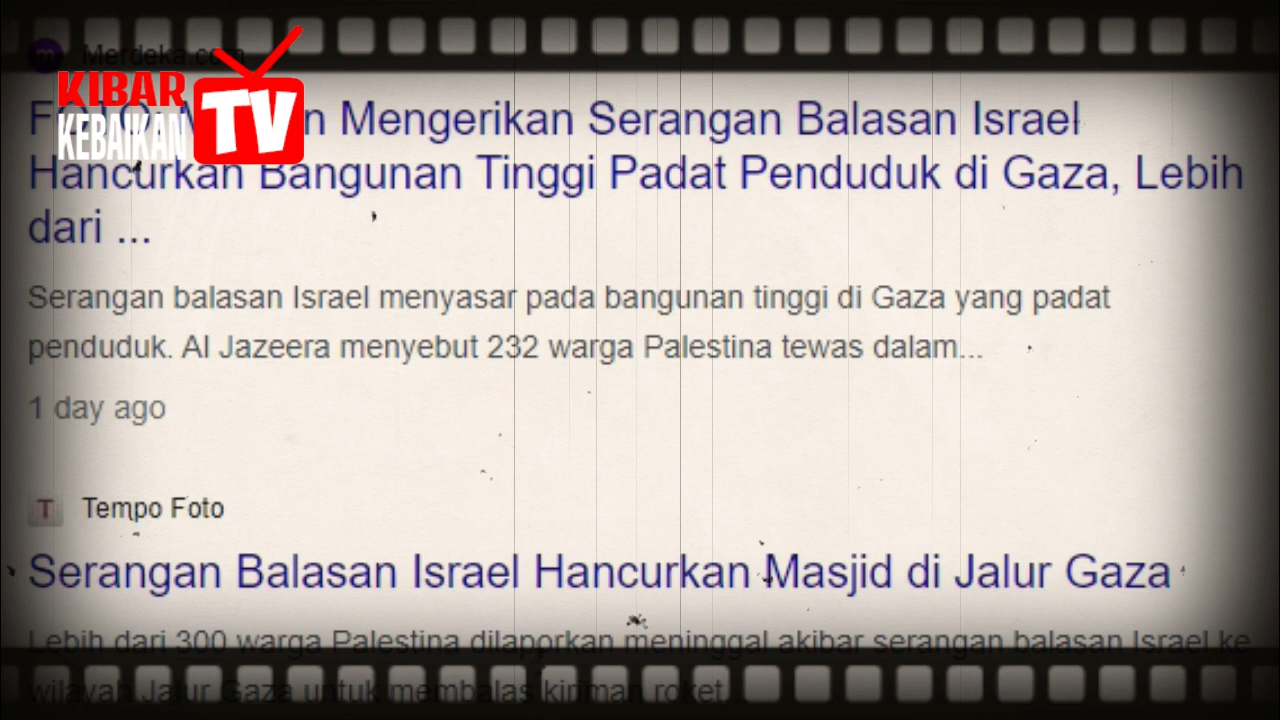 Merdeka.com
KIBAR
KEBAIKAN
TV
n Mengerikan Serangan Balasan Israel
Hancurkan Bangunan Tinggi Padat Penduduk di Gaza, Lebih
dari ...
Serangan balasan Israel menyasar pada bangunan tinggi di Gaza yang padat
penduduk. Al Jazeera menyebut 232 warga Palestina tewas dalam...
1 day ago
T Tempo Foto
Serangan Balasan Israel Hancurkan Masjid di Jalur Gaza
Lebih dari 300 warga Palestina dilaporkan meninggal akibar serangan balasan Israel ke
wilayah Jalur Gaza untuk membalas kiriman roket.